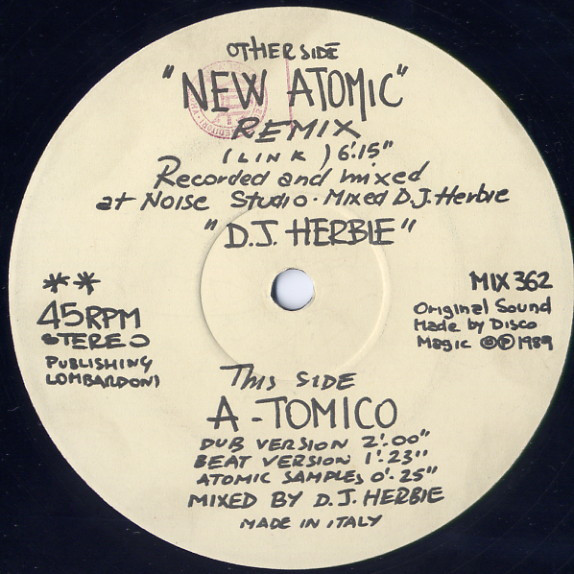 OTHER SIDE
"NEW ATOMIC"
REMIX
(LINK) 6'.15"
Recorded and mixed
at Noise Studio · Mixed D.J. Herbie
"D.J. HERBIE"
**
45 RPM
STEREO
PUBLISHING
LOMBARDONI
MIX 362
Original Sound
Made by Disco
Magic ©℗ 1989
This SIDE
A-TOMICO
DUB VERSION 2'.00"
BEAT VERSION 1'.23"
ATOMIC SAMPLES 0'.25"
MIXED BY D.J. HERBIE
MADE IN ITALY